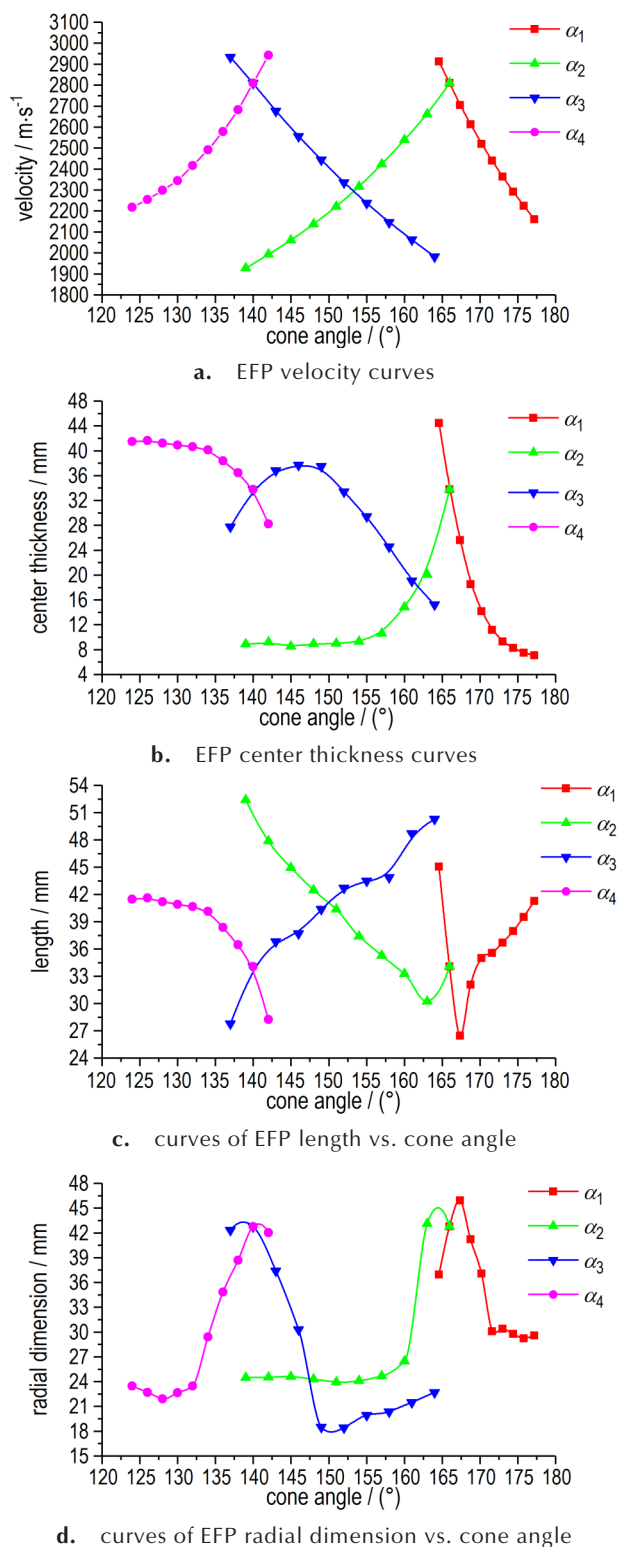 3100
3000
2900
2800
2700
2600
2500
2400
2300
2200
2100
2000
1900
1800
velocity / m·s⁻¹
α₁
α₂
α₃
α₄
120 125 130 135 140 145 150 155 160 165 170 175 180
cone angle / (°)
a. EFP velocity curves
48
44
40
36
32
28
24
20
16
12
8
4
center thickness / mm
α₁
α₂
α₃
α₄
120 125 130 135 140 145 150 155 160 165 170 175 180
cone angle / (°)
b. EFP center thickness curves
54
51
48
45
42
39
36
33
30
27
24
length / mm
α₁
α₂
α₃
α₄
120 125 130 135 140 145 150 155 160 165 170 175 180
cone angle / (°)
c. curves of EFP length vs. cone angle
48
45
42
39
36
33
30
27
24
21
18
15
radial dimension / mm
α₁
α₂
α₃
α₄
120 125 130 135 140 145 150 155 160 165 170 175 180
cone angle / (°)
d. curves of EFP radial dimension vs. cone angle